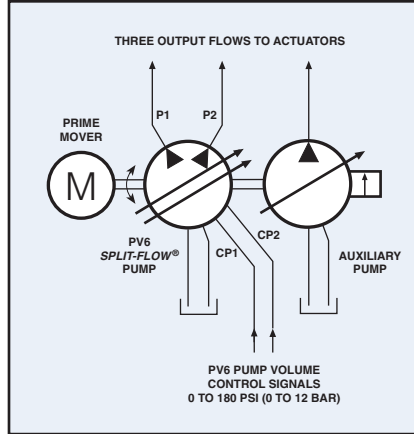 THREE OUTPUT FLOWS TO ACTUATORS
P1
P2
PRIME
MOVER
M
PV6
SPLIT-FLOW®
PUMP
CP1
CP2
AUXILIARY
PUMP
PV6 PUMP VOLUME
CONTROL SIGNALS
0 TO 180 PSI (0 TO 12 BAR)